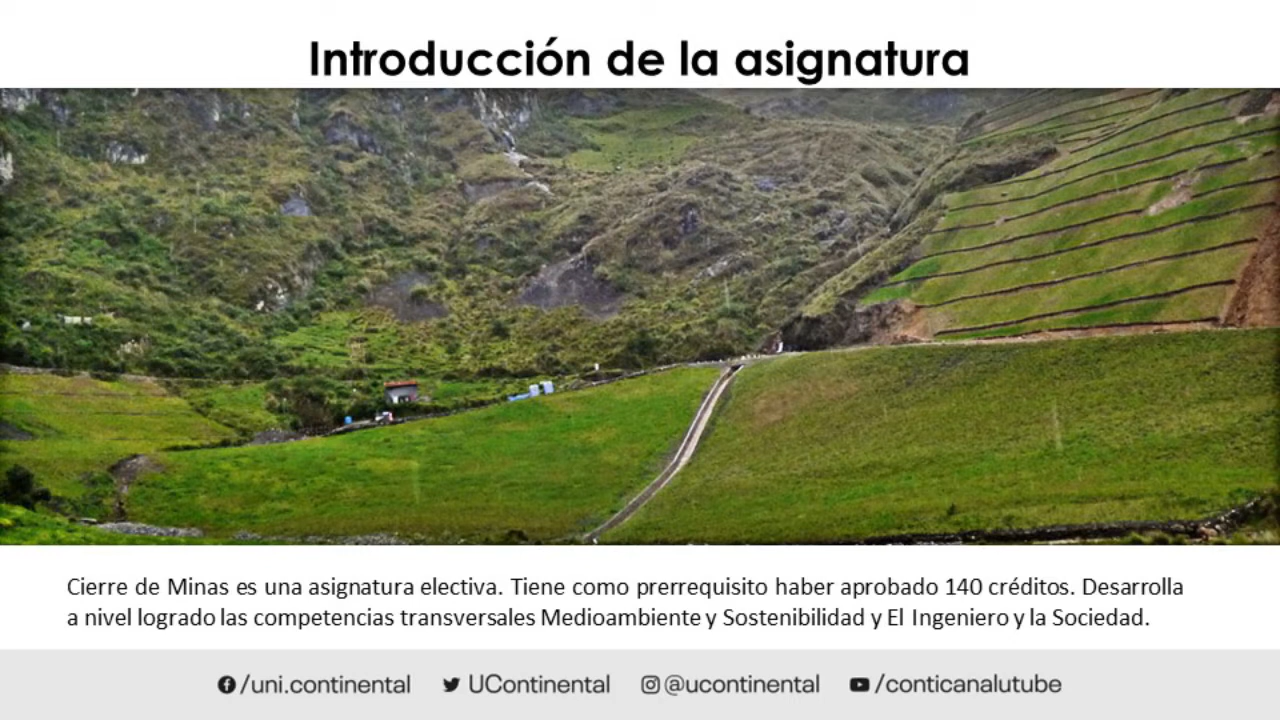 Introducción de la asignatura
Cierre de Minas es una asignatura electiva. Tiene como prerrequisito haber aprobado 140 créditos. Desarrolla
a nivel logrado las competencias transversales Medioambiente y Sostenibilidad y El Ingeniero y la Sociedad.
/uni.continental UContinental @ucontinental /conticanalutube